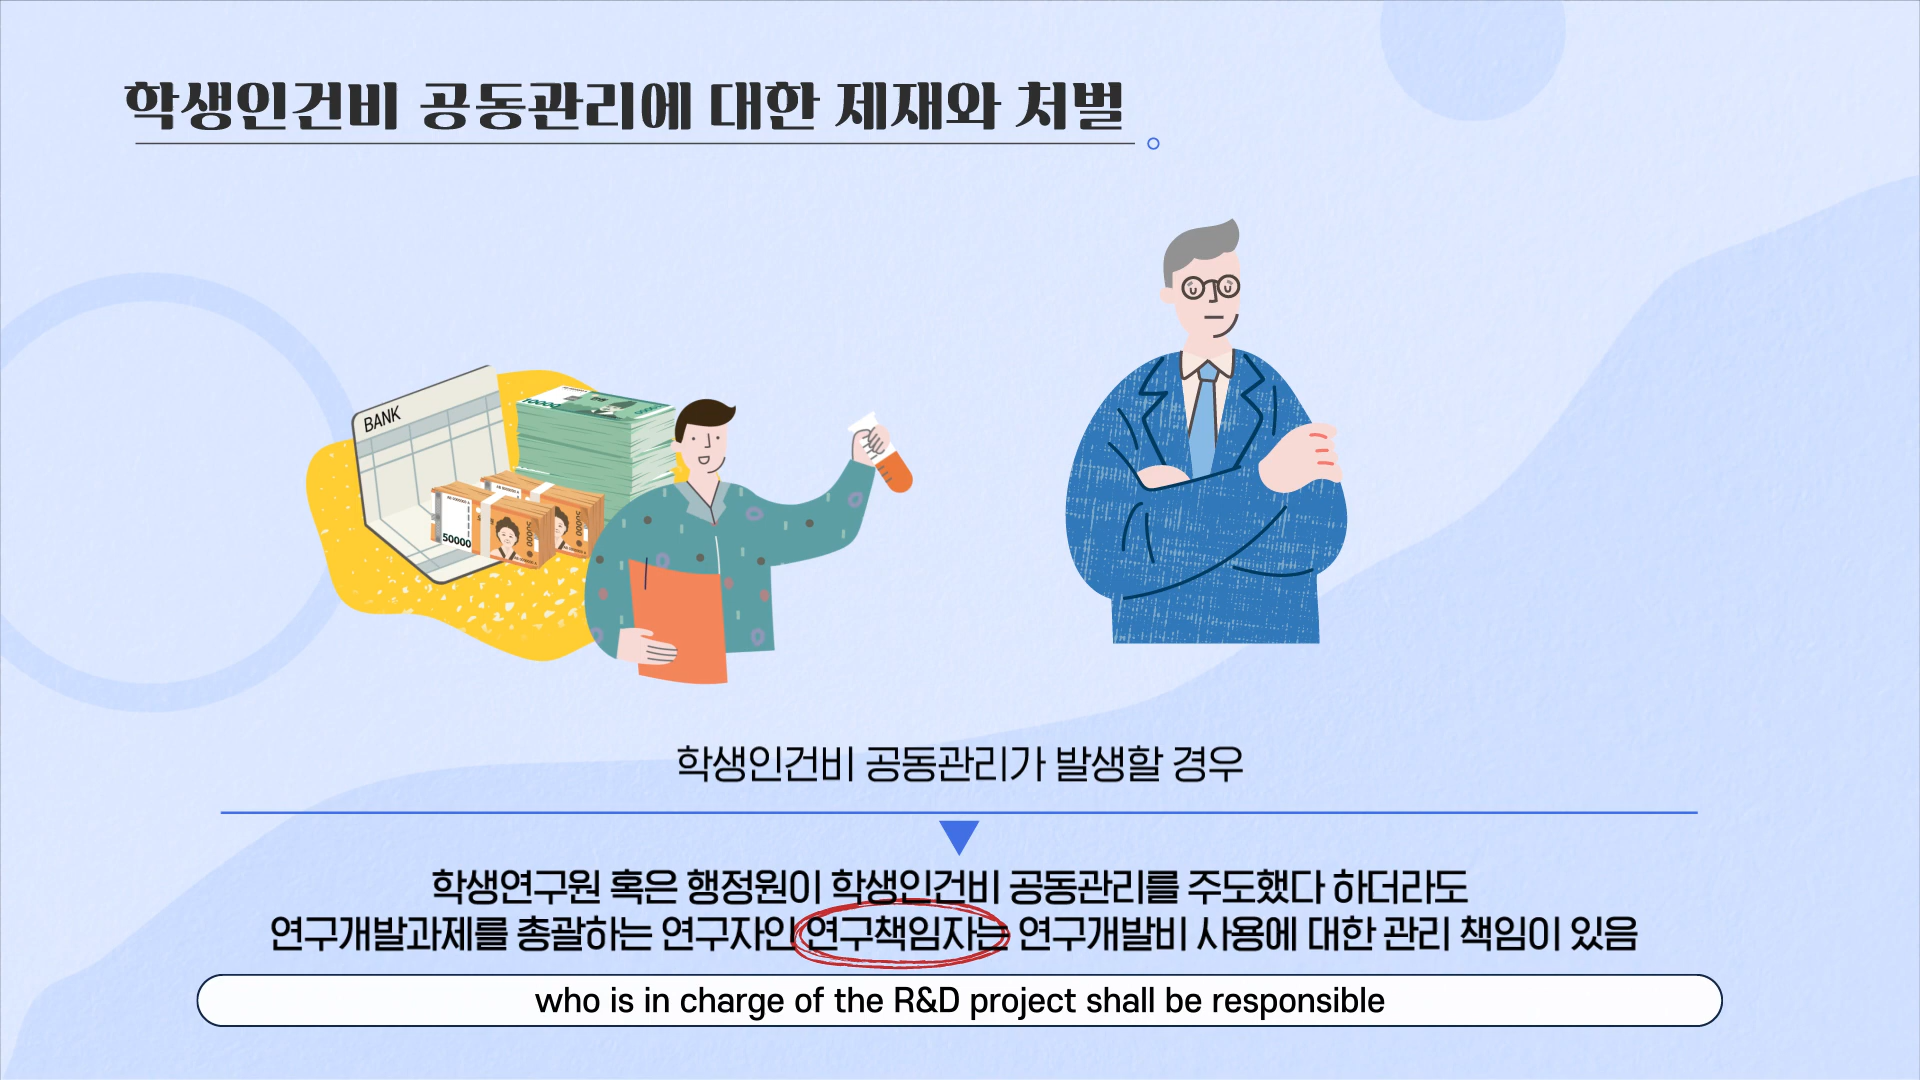 학생인건비 공동관리에 대한 제재와 처벌
BANK
10000
50000
50000
50000
학생인건비 공동관리가 발생할 경우
학생연구원 혹은 행정원이 학생인건비 공동관리를 주도했다 하더라도
연구개발과제를 총괄하는 연구자인 연구책임자는 연구개발비 사용에 대한 관리 책임이 있음
who is in charge of the R&D project shall be responsible